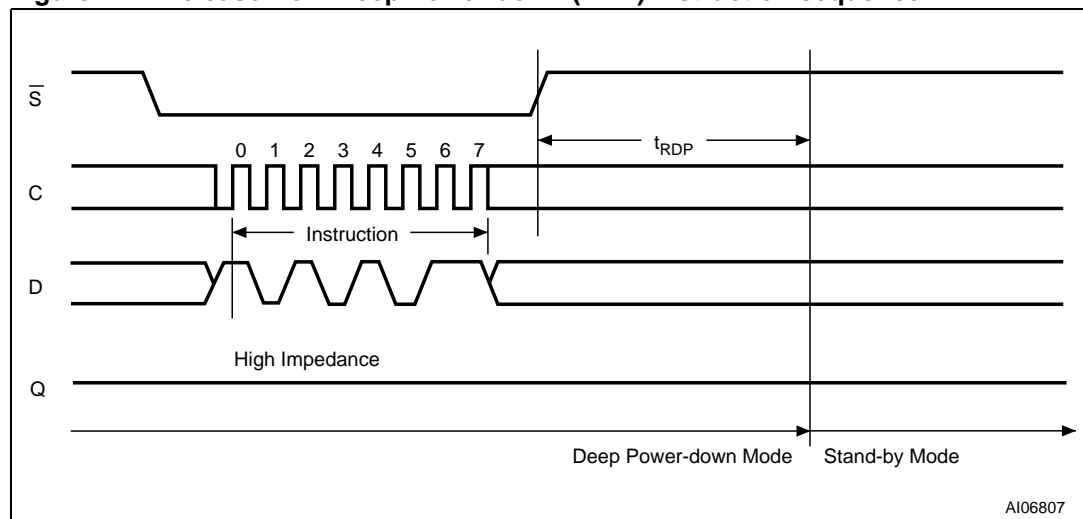 S
0 1 2 3 4 5 6 7
tRDP
C
Instruction
D
High Impedance
Q
Deep Power-down Mode Stand-by Mode
AI06807